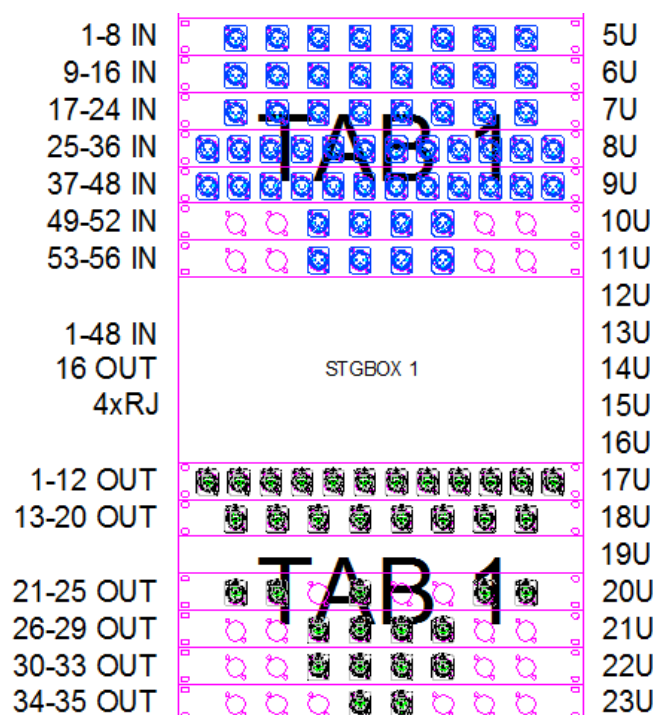 1-8 IN 5U
9-16 IN 6U
17-24 IN 7U
TAB 1
25-36 IN 8U
37-48 IN 9U
49-52 IN 10U
53-56 IN 11U
12U
1-48 IN 13U
16 OUT STGBOX 1 14U
4xRJ 15U
16U
1-12 OUT 17U
13-20 OUT 18U
19U
TAB 1
21-25 OUT 20U
26-29 OUT 21U
30-33 OUT 22U
34-35 OUT 23U